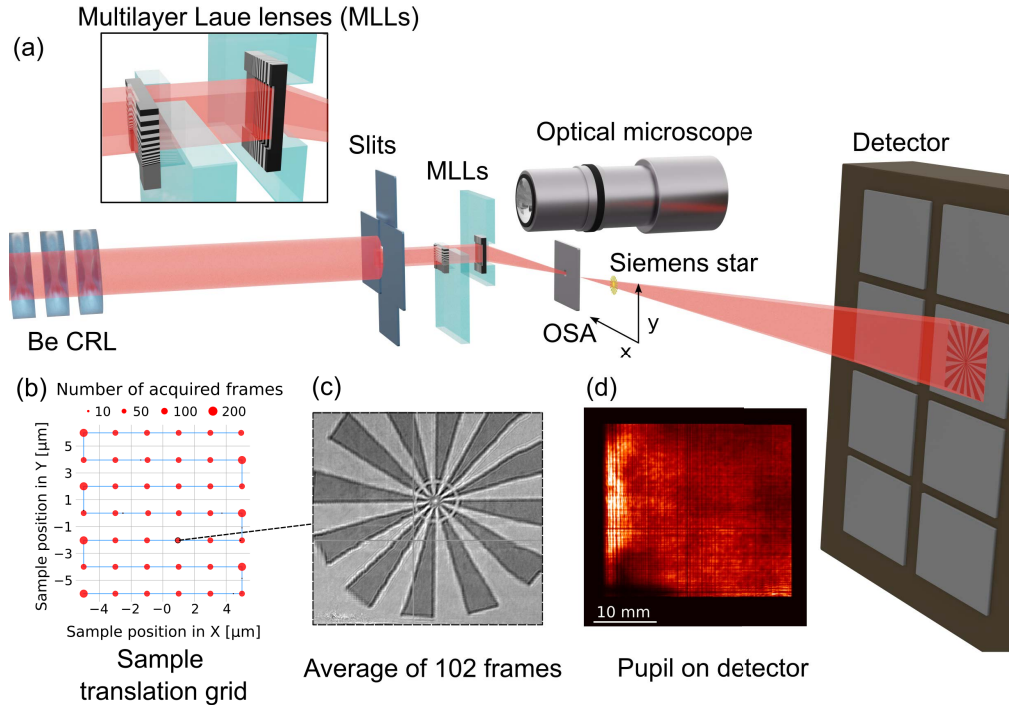 Multilayer Laue lenses (MLLs)
(a)
Slits
MLLs
Optical microscope
Detector
Siemens star
Be CRL
OSA
x
y
(b)
Number of acquired frames
10 50 100 200
Sample position in Y [µm]
5
3
1
−1
−3
−5
−4 −2 0 2 4
Sample position in X [µm]
Sample
translation grid
(c)
Average of 102 frames
(d)
10 mm
Pupil on detector